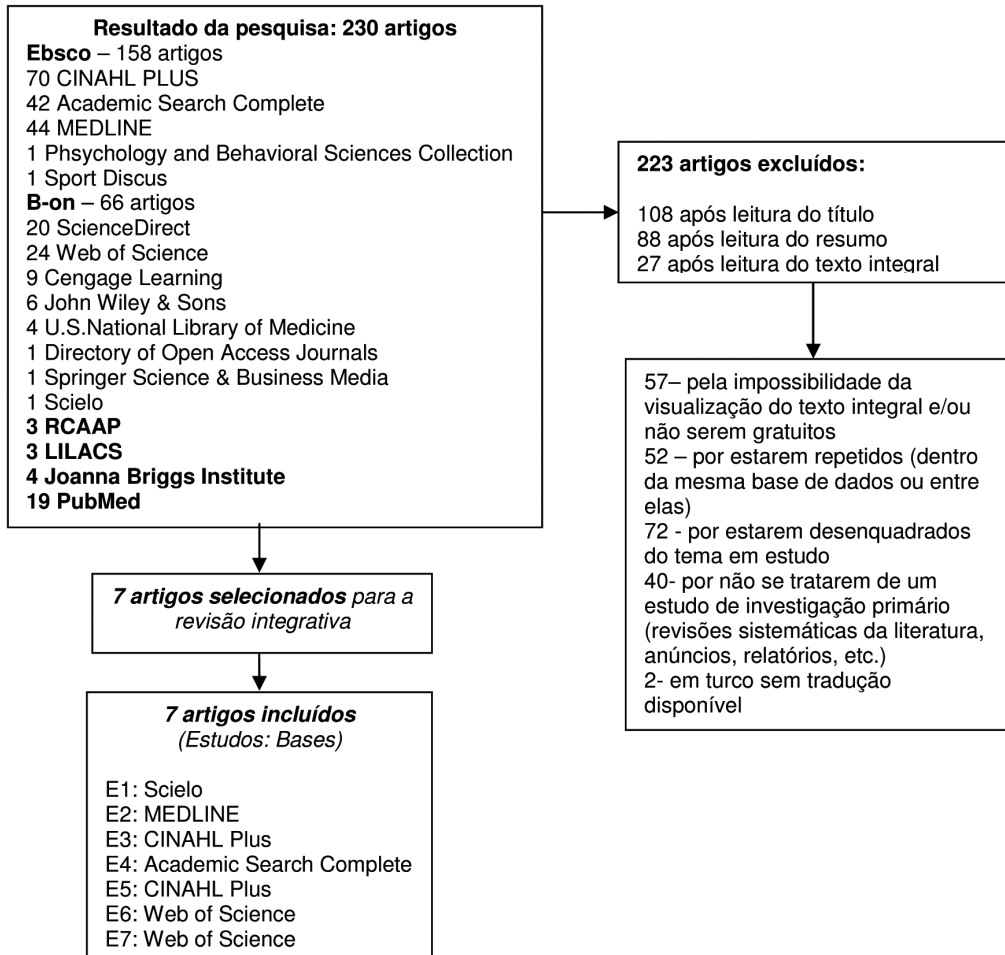 Resultado da pesquisa: 230 artigos
Ebsco – 158 artigos
70 CINAHL PLUS
42 Academic Search Complete
44 MEDLINE
1 Phsychology and Behavioral Sciences Collection
1 Sport Discus
B-on – 66 artigos
20 ScienceDirect
24 Web of Science
9 Cengage Learning
6 John Wiley & Sons
4 U.S.National Library of Medicine
1 Directory of Open Access Journals
1 Springer Science & Business Media
1 Scielo
3 RCAAP
3 LILACS
4 Joanna Briggs Institute
19 PubMed
223 artigos excluídos:
108 após leitura do título
88 após leitura do resumo
27 após leitura do texto integral
57– pela impossibilidade da
visualização do texto integral e/ou
não serem gratuitos
52 – por estarem repetidos (dentro
da mesma base de dados ou entre
elas)
72 - por estarem desenquadrados
do tema em estudo
40- por não se tratarem de um
estudo de investigação primário
(revisões sistemáticas da literatura,
anúncios, relatórios, etc.)
2- em turco sem tradução
disponível
7 artigos selecionados para a
revisão integrativa
7 artigos incluídos
(Estudos: Bases)
E1: Scielo
E2: MEDLINE
E3: CINAHL Plus
E4: Academic Search Complete
E5: CINAHL Plus
E6: Web of Science
E7: Web of Science